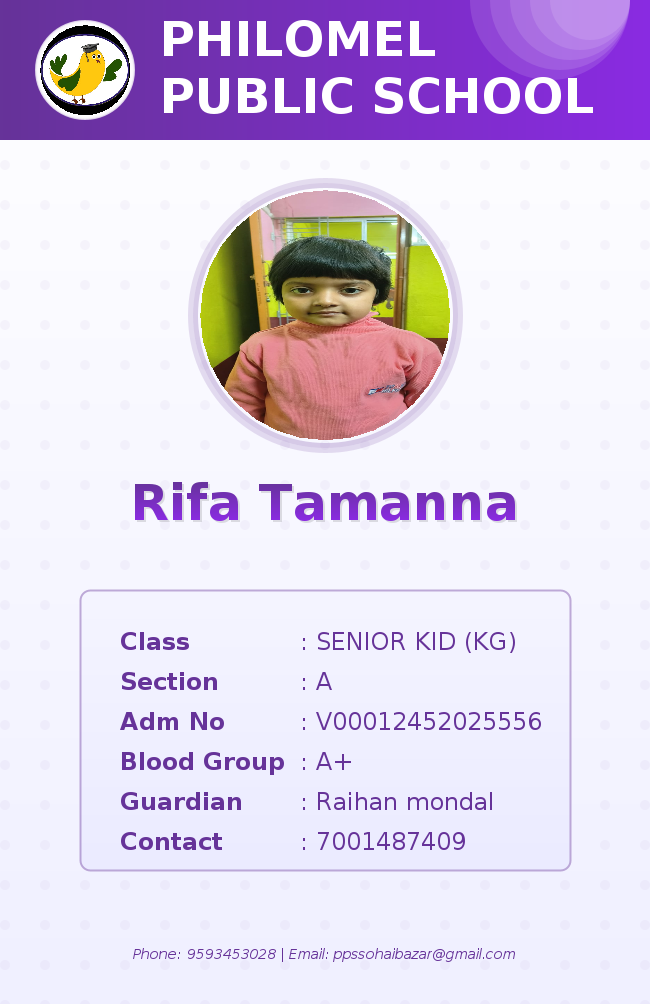 PHILOMEL
PUBLIC SCHOOL
Rifa Tamanna
Class : SENIOR KID (KG)
Section : A
Adm No : V00012452025556
Blood Group : A+
Guardian : Raihan mondal
Contact : 7001487409
Phone: 9593453028 | Email: ppssohaibazar@gmail.com